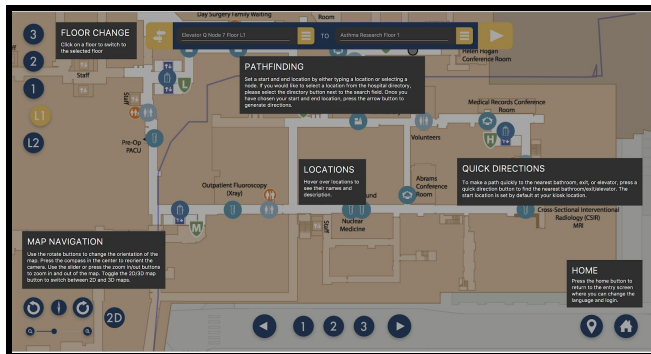 Day Surgery Family Waiting
Room
3
FLOOR CHANGE
Click on a floor to switch to
the selected floor
Elevator Q Node 7 Floor L1
TO
Asthma Research Floor 1
Helen Hogan
Conference Room
2
Staff
PATHFINDING
Set a start and end location by either typing a location or selecting a
node. If you would like to select a location from the hospital directory,
please select the directory button next to the search field. Once you
have chosen your start and end location, press the arrow button to
generate directions.
1
L
Staff
Medical Records Conference
Room
L1
L2
Pre-Op
PACU
Volunteers
H
LOCATIONS
Hover over locations to
see their names and
description.
QUICK DIRECTIONS
To make a path quickly to the nearest bathroom, exit, or elevator, press a
quick direction button to find the nearest bathroom/exit/elevator. The
start location is set by default at your kiosk location.
Outpatient Fluoroscopy
(Xray)
Abrams
Conference
Room
Nuclear
Medicine
Staff
M
Cross-Sectional Interventional
Radiology (CSIR)
MRI
MAP NAVIGATION
Use the rotate buttons to change the orientation of the
map. Press the compass in the center to reorient the
camera. Use the slider or press the zoom in/out buttons
to zoom in and out of the map. Toggle the 2D/3D map
button to switch between 2D and 3D maps.
HOME
Press the home button to
return to the entry screen
where you can change the
language and login.
2D
1
2
3